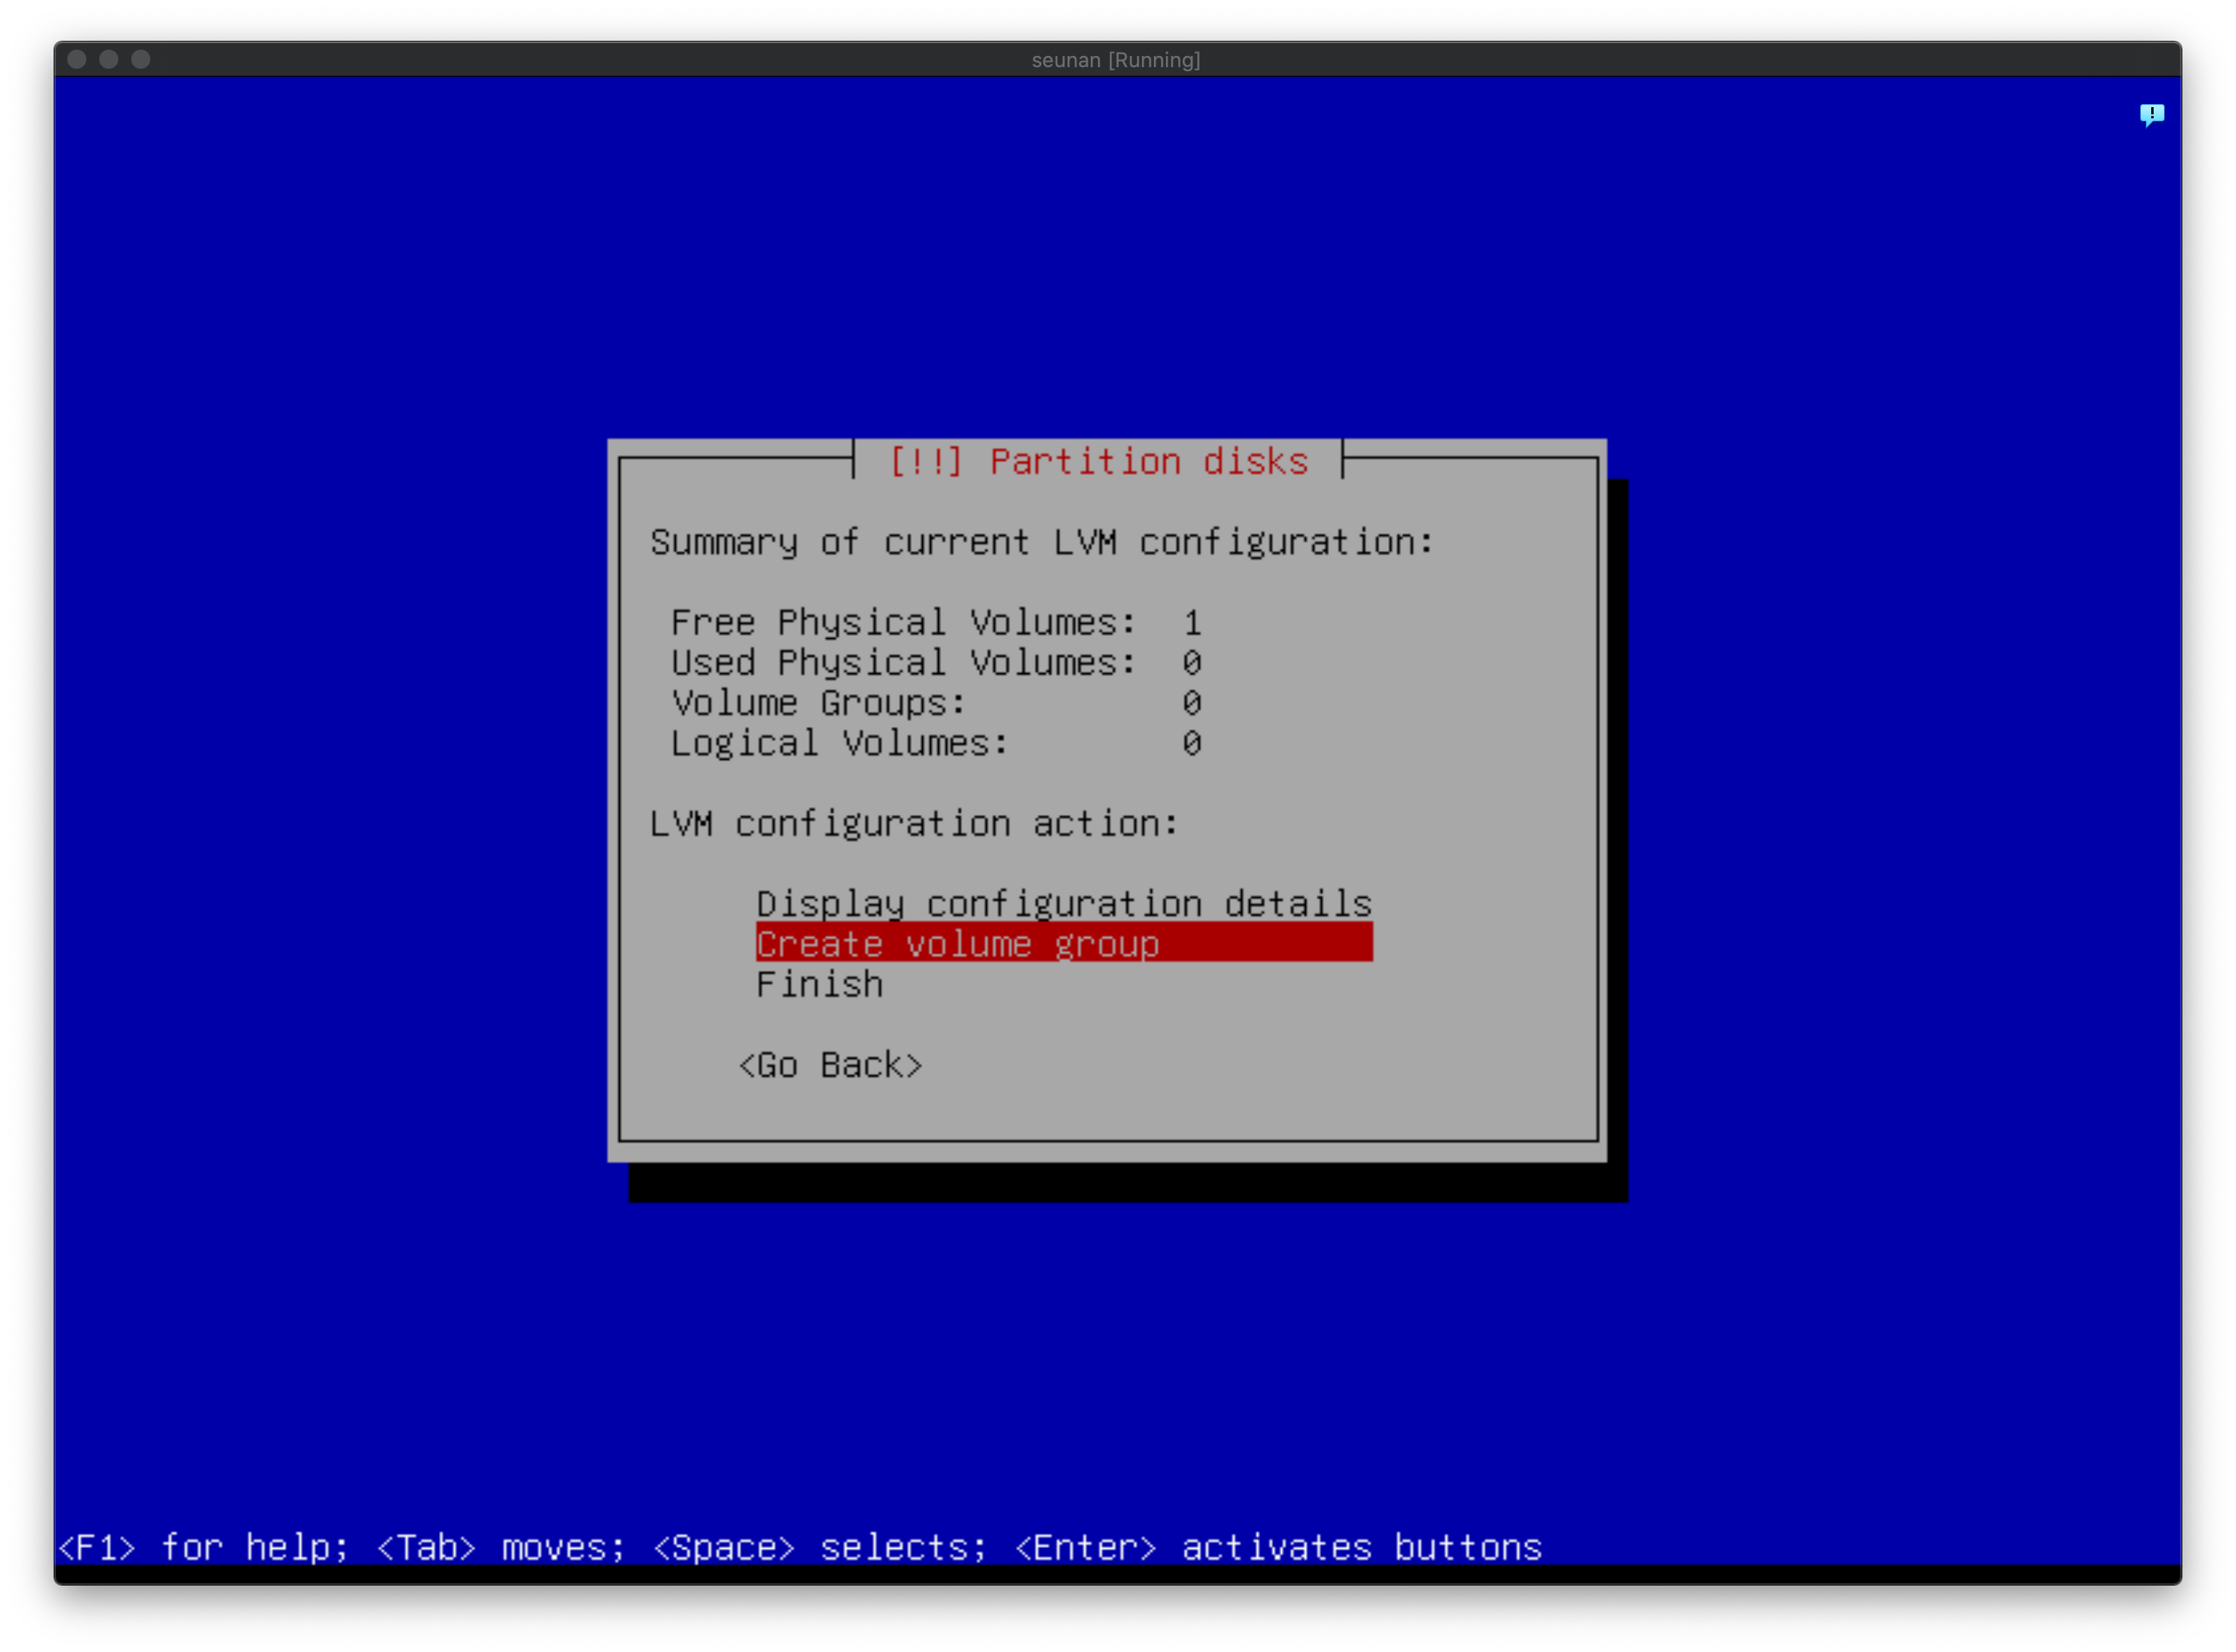 seunan [Running]
[!!] Partition disks
Summary of current LVM configuration:
Free Physical Volumes: 1
Used Physical Volumes: 0
Volume Groups: 0
Logical Volumes: 0
LVM configuration action:
Display configuration details
Create volume group
Finish
<Go Back>
<F1> for help; <Tab> moves; <Space> selects; <Enter> activates buttons